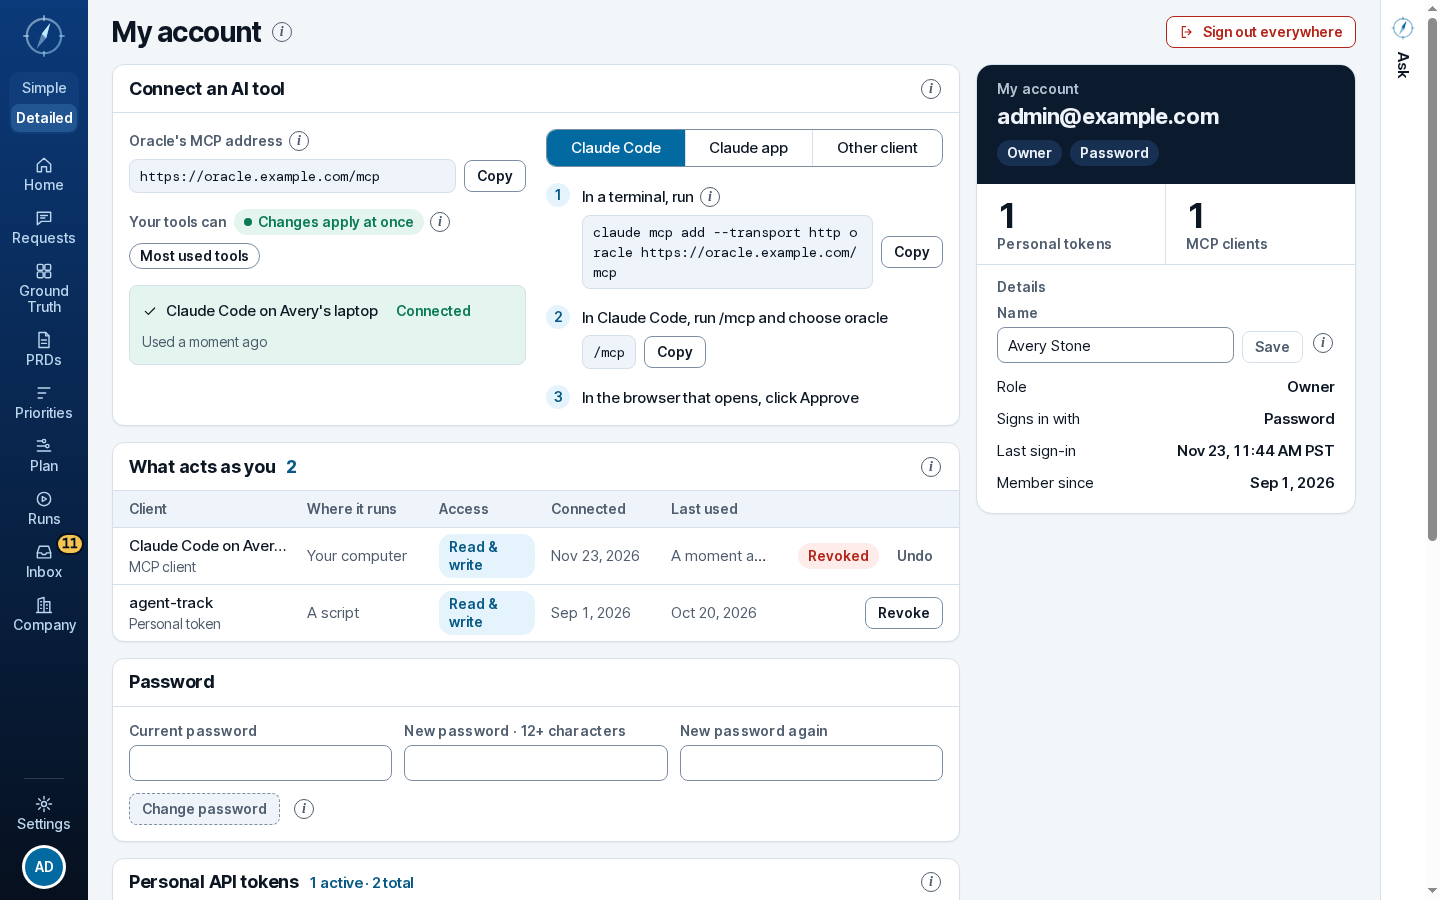 Simple
Detailed
Home
Requests
Ground
Truth
PRDs
Priorities
Plan
Runs
11
Inbox
Company
Settings
AD
My account
Sign out everywhere
Ask
Connect an AI tool
Oracle's MCP address
https://oracle.example.com/mcp
Copy
Your tools can
Changes apply at once
Most used tools
Claude Code on Avery's laptop
Connected
Used a moment ago
Claude Code
Claude app
Other client
1
In a terminal, run
claude mcp add --transport http o
racle https://oracle.example.com/
mcp
Copy
2
In Claude Code, run /mcp and choose oracle
/mcp
Copy
3
In the browser that opens, click Approve
What acts as you 2
Client
Where it runs
Access
Connected
Last used
Claude Code on Aver...
MCP client
Your computer
Read &
write
Nov 23, 2026
A moment a...
Revoked
Undo
agent-track
Personal token
A script
Read &
write
Sep 1, 2026
Oct 20, 2026
Revoke
Password
Current password
New password · 12+ characters
New password again
Change password
Personal API tokens
1 active · 2 total
My account
admin@example.com
Owner
Password
1
Personal tokens
1
MCP clients
Details
Name
Avery Stone
Save
Role
Owner
Signs in with
Password
Last sign-in
Nov 23, 11:44 AM PST
Member since
Sep 1, 2026